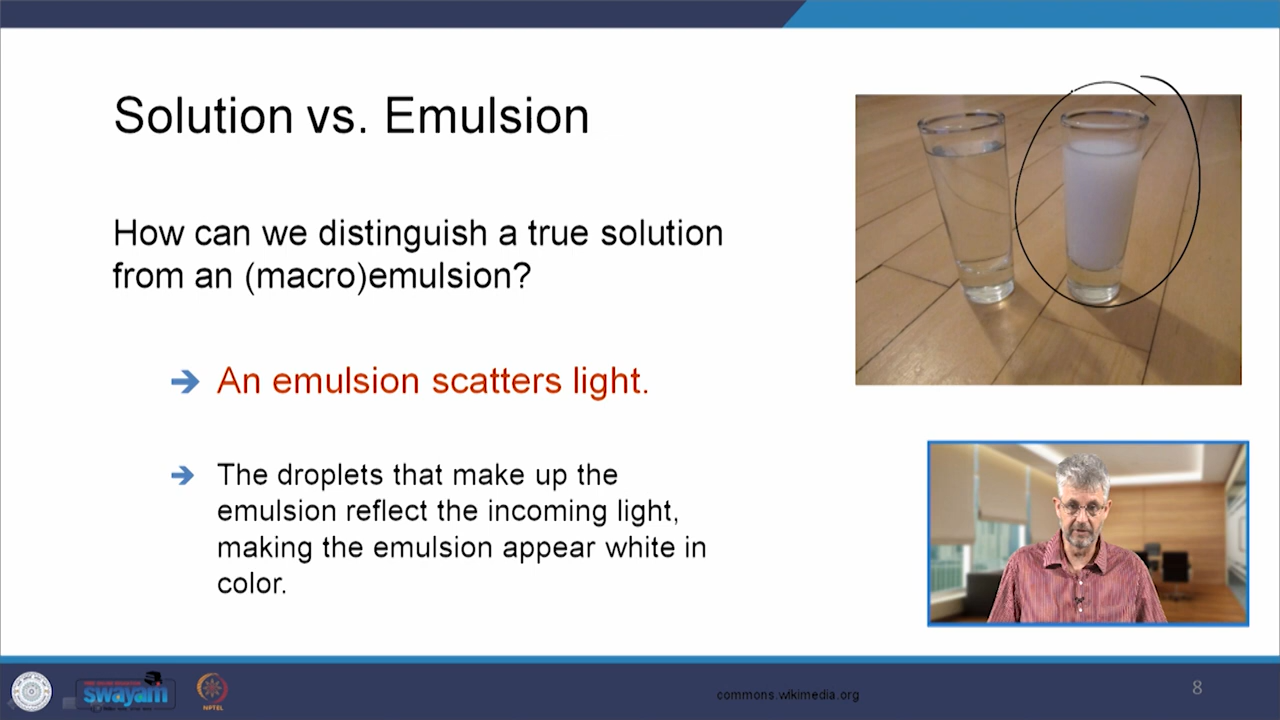 Solution vs. Emulsion
How can we distinguish a true solution
from an (macro)emulsion?
An emulsion scatters light.
The droplets that make up the
emulsion reflect the incoming light,
making the emulsion appear white in
color.
swayam
NPTEL
commons.wikimedia.org
8